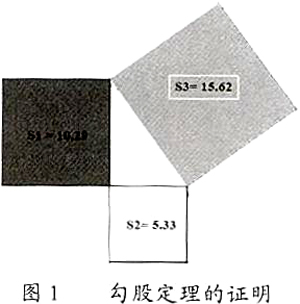 S3= 15.62
S1 =
S2= 5.33
图 1 勾股定理的证明